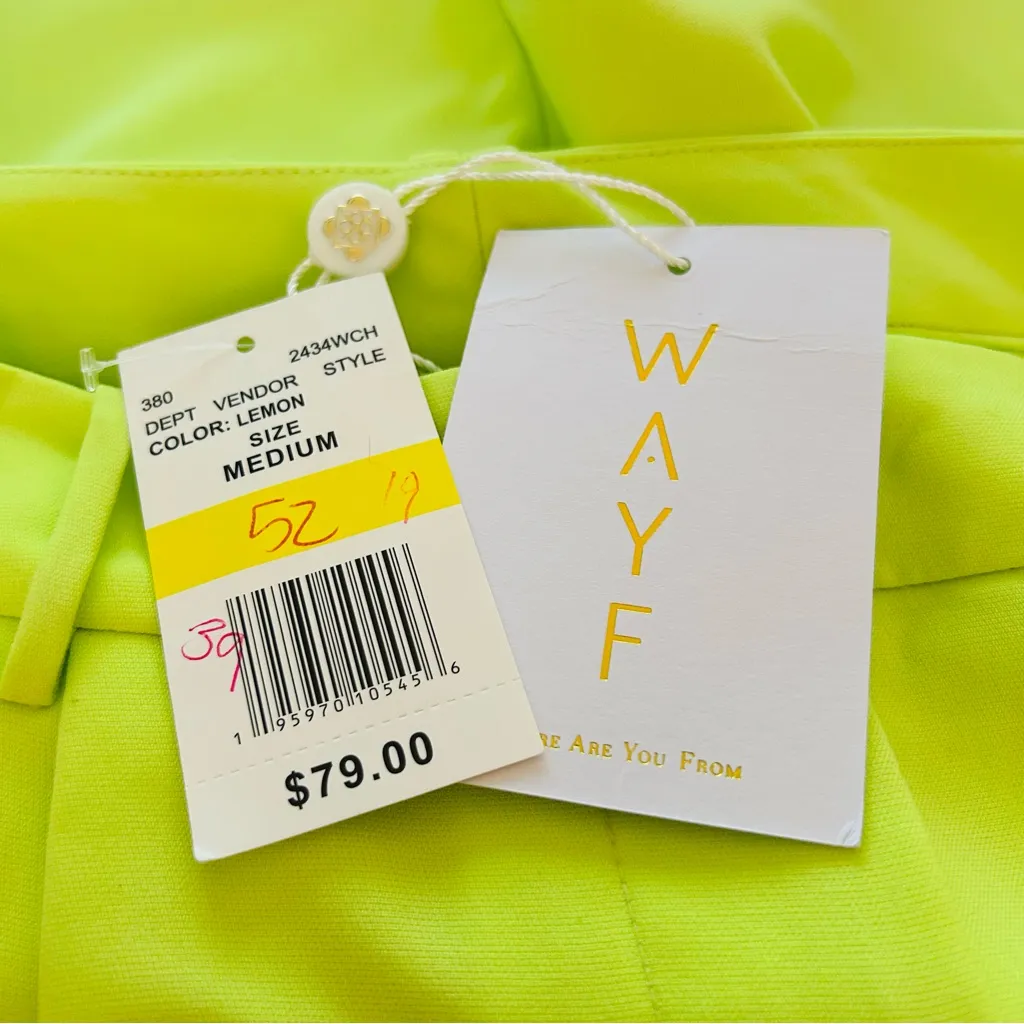 2434WCH
380
DEPT VENDOR STYLE
COLOR: LEMON
SIZE
MEDIUM
52 19
39
1 95970 10545 6
$79.00
W
A
Y
F
Are You From